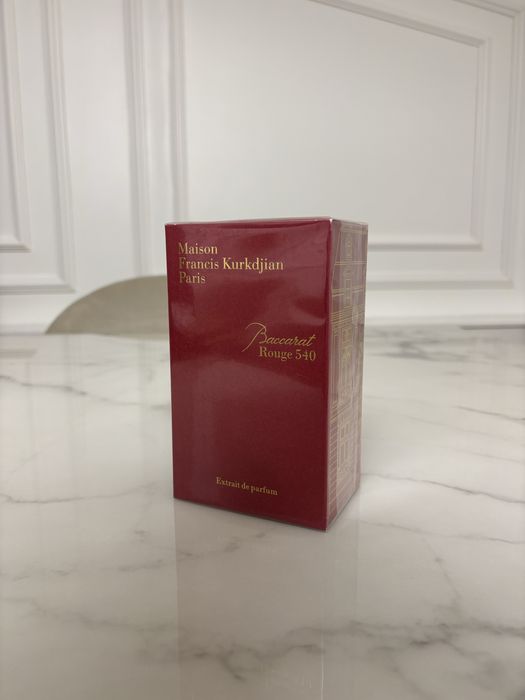 Maison
Francis Kurkdjian
Paris
Baccarat
Rouge 540
Extrait de parfum